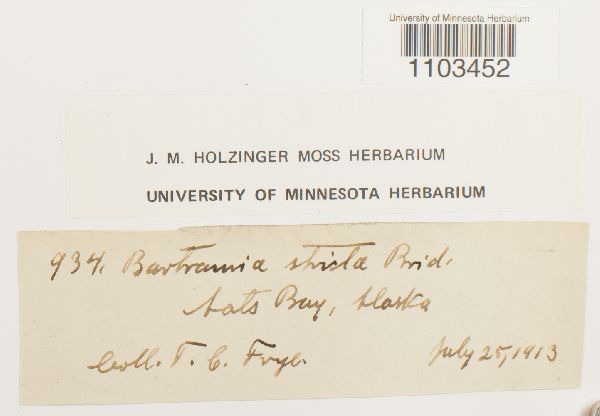 University of Minnesota Herbarium
1103452
J. M. HOLZINGER MOSS HERBARIUM
UNIVERSITY OF MINNESOTA HERBARIUM
934. Bartramia stricta Brid.
Aats Bay, Alaska
Coll. T. C. Frye.
July 25, 1913